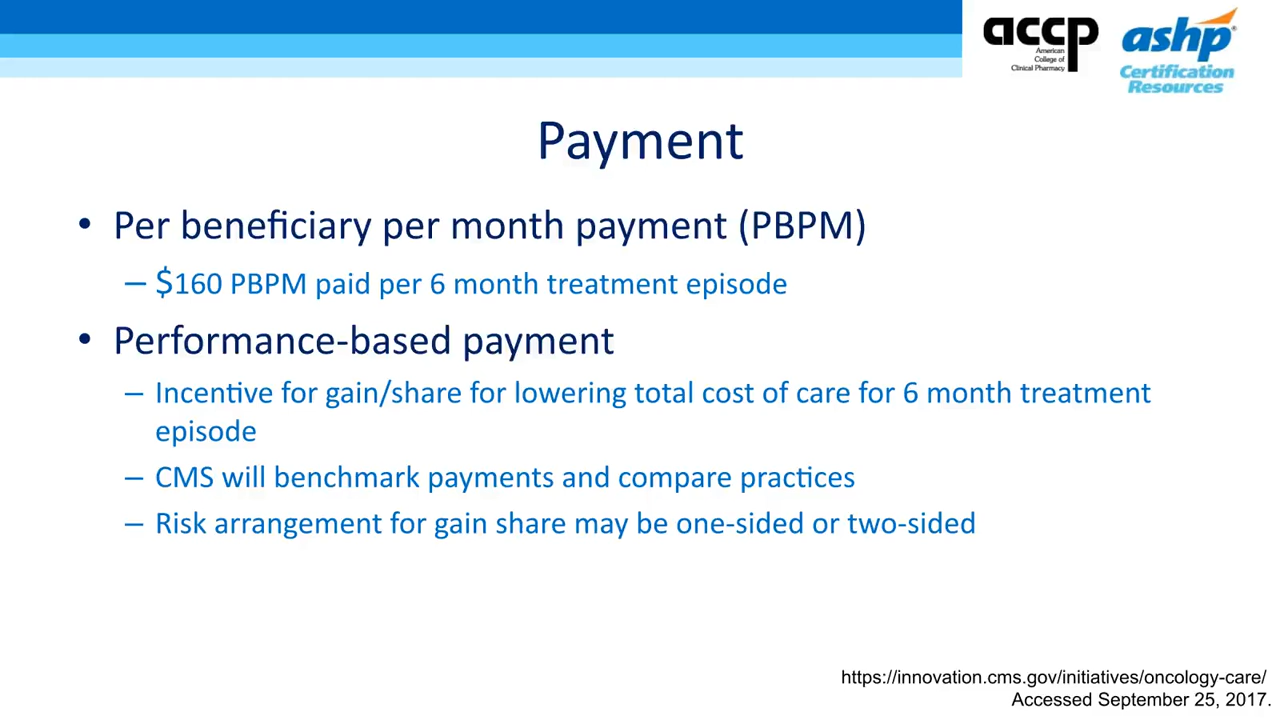 accp
American
College of
Clinical Pharmacy
ashp®
Certification
Resources
Payment
• Per beneficiary per month payment (PBPM)
– $160 PBPM paid per 6 month treatment episode
• Performance-based payment
– Incentive for gain/share for lowering total cost of care for 6 month treatment
episode
– CMS will benchmark payments and compare practices
– Risk arrangement for gain share may be one-sided or two-sided
https://innovation.cms.gov/initiatives/oncology-care/
Accessed September 25, 2017.